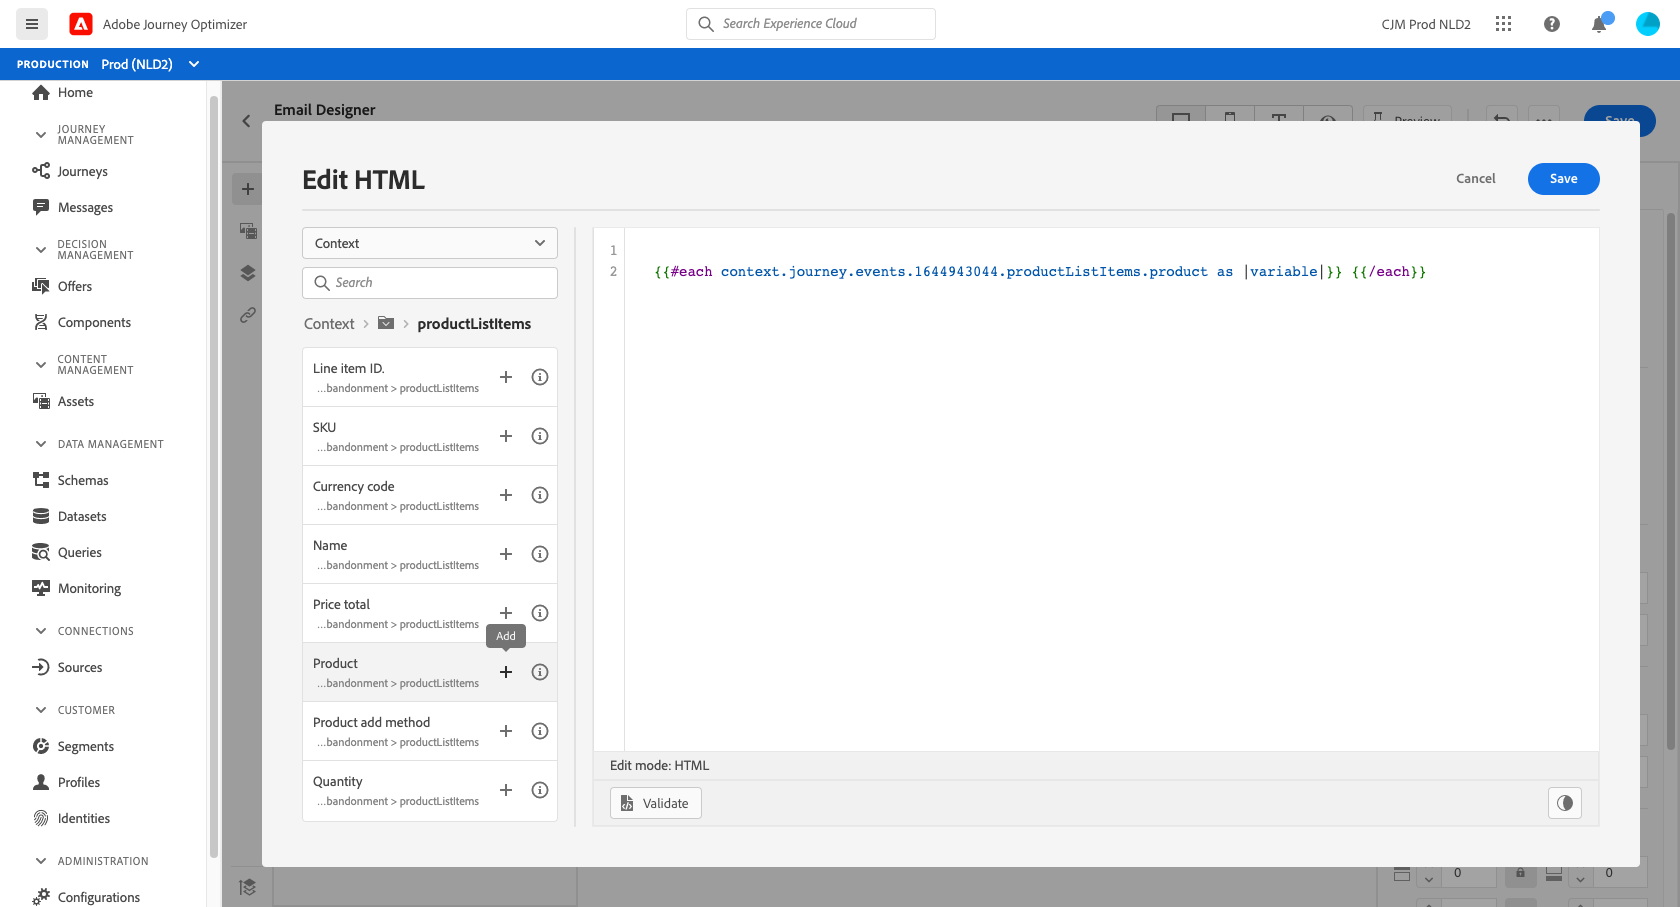 Adobe Journey Optimizer
Search Experience Cloud
CJM Prod NLD2
PRODUCTION Prod (NLD2)
Home
JOURNEY
MANAGEMENT
Journeys
Messages
DECISION
MANAGEMENT
Offers
Components
CONTENT
MANAGEMENT
Assets
DATA MANAGEMENT
Schemas
Datasets
Queries
Monitoring
CONNECTIONS
Sources
CUSTOMER
Segments
Profiles
Identities
ADMINISTRATION
Configurations
Email Designer
Preview
Save
Edit HTML
Cancel
Save
Context
Search
Context > > productListItems
Line item ID.
...bandonment > productListItems
SKU
...bandonment > productListItems
Currency code
...bandonment > productListItems
Name
...bandonment > productListItems
Price total
...bandonment > productListItems
Add
Product
...bandonment > productListItems
Product add method
...bandonment > productListItems
Quantity
...bandonment > productListItems
1
2 {{#each context.journey.events.1644943044.productListItems.product as |variable|}} {{/each}}
Edit mode: HTML
Validate
0
0